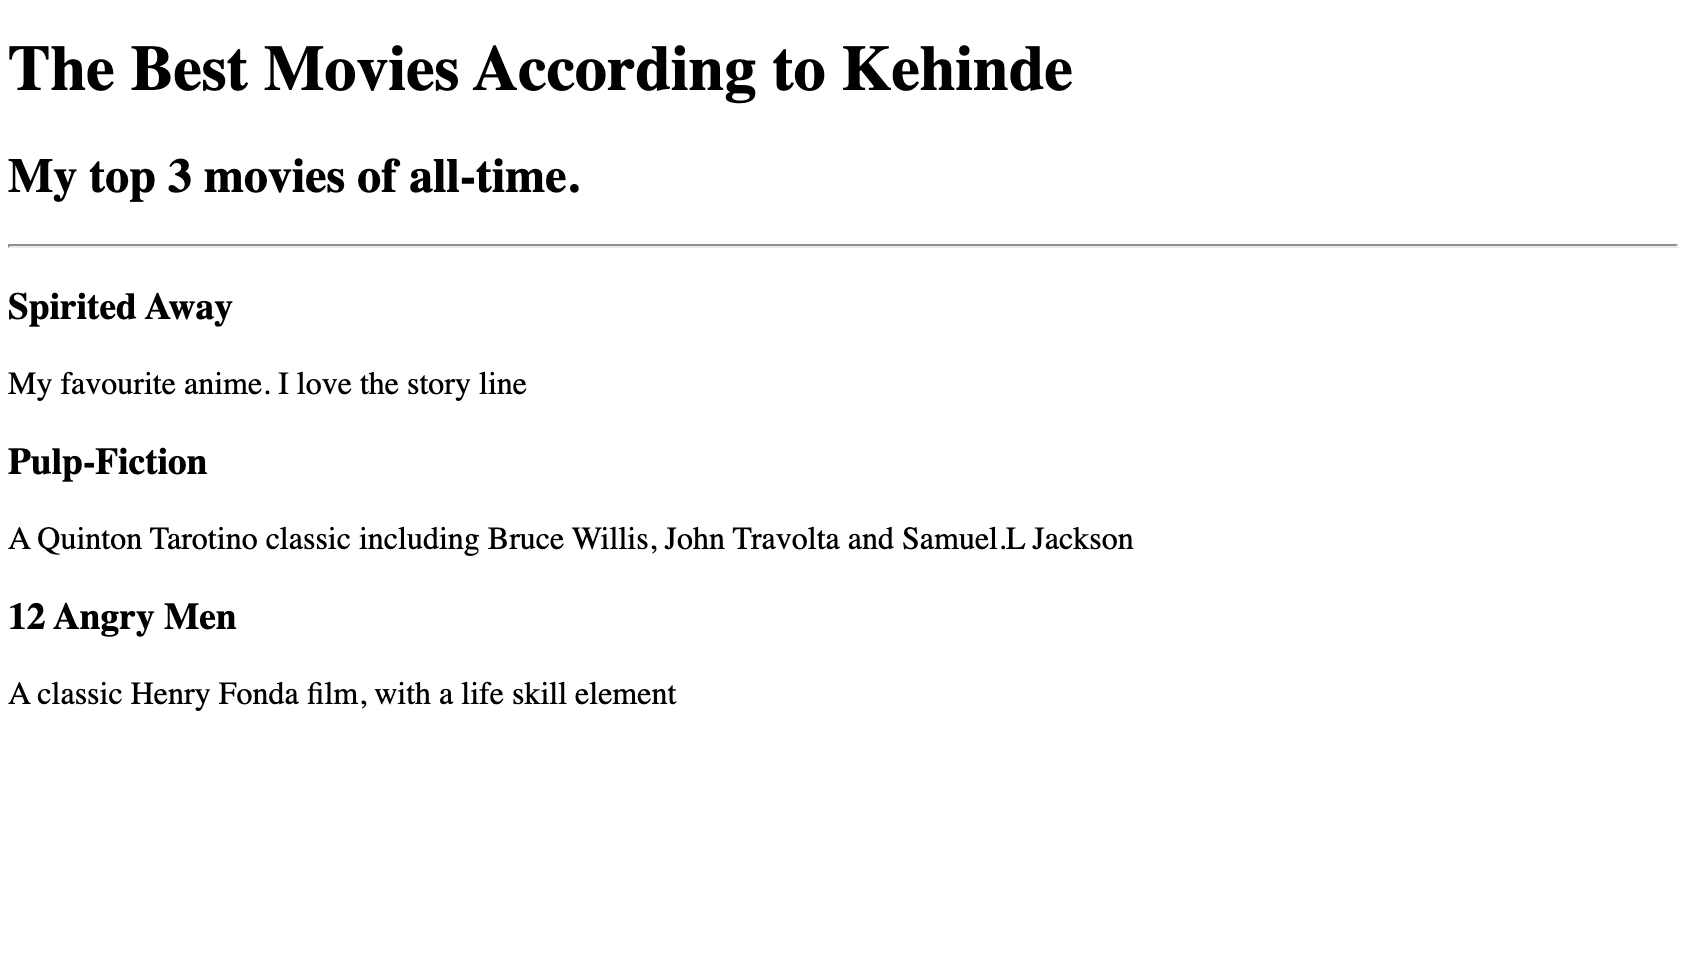 The Best Movies According to Kehinde
My top 3 movies of all-time.
Spirited Away
My favourite anime. I love the story line
Pulp-Fiction
A Quinton Tarotino classic including Bruce Willis, John Travolta and Samuel.L Jackson
12 Angry Men
A classic Henry Fonda film, with a life skill element